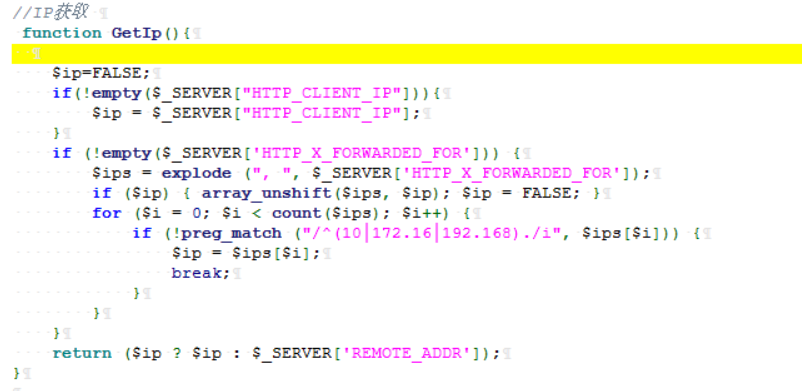 //IP获取
function GetIp(){
$ip=FALSE;
if(!empty($_SERVER["HTTP_CLIENT_IP"])){
$ip = $_SERVER["HTTP_CLIENT_IP"];
}
if (!empty($_SERVER['HTTP_X_FORWARDED_FOR'])) {
$ips = explode (", ", $_SERVER['HTTP_X_FORWARDED_FOR']);
if ($ip) { array_unshift($ips, $ip); $ip = FALSE; }
for ($i = 0; $i < count($ips); $i++) {
if (!preg_match ("/^(10|172.16|192.168)./i", $ips[$i])) {
$ip = $ips[$i];
break;
}
}
}
return ($ip ? $ip : $_SERVER['REMOTE_ADDR']);
}